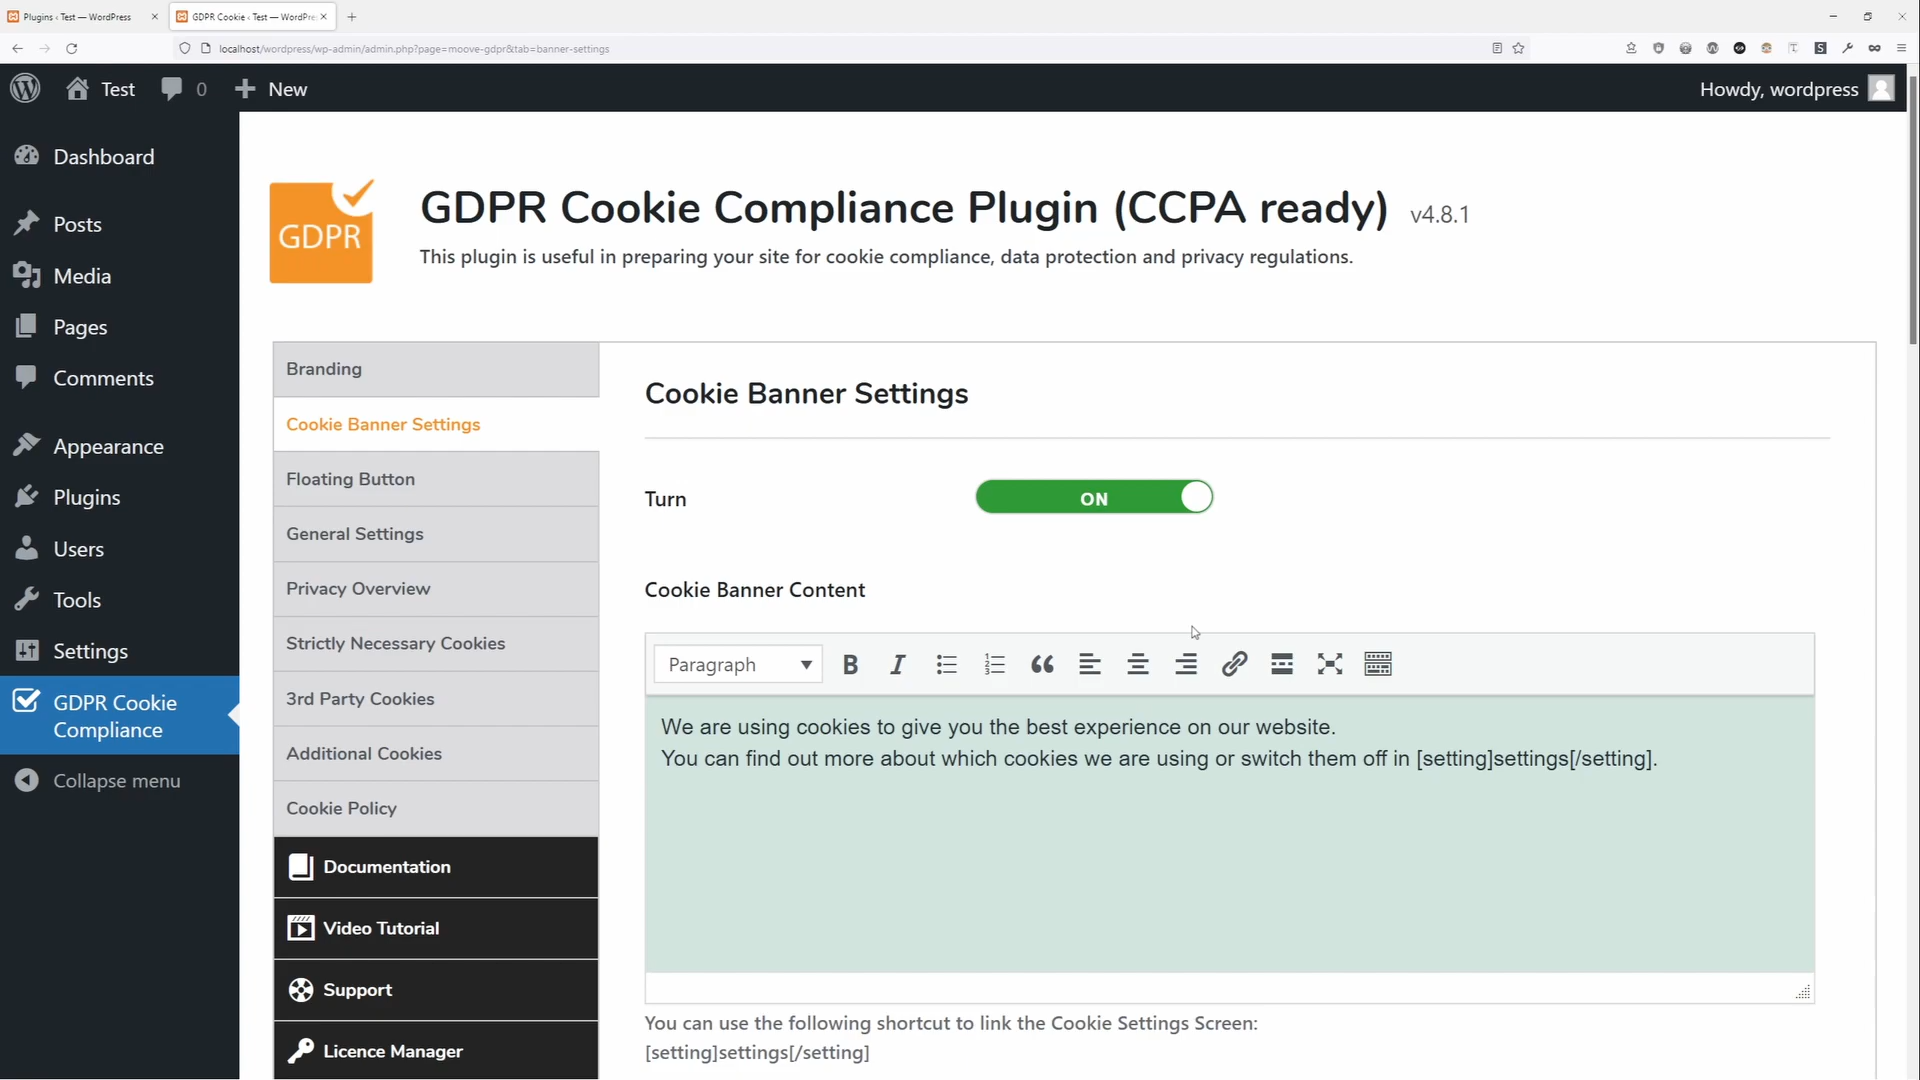 Plugins ‹ Test — WordPress
GDPR Cookie ‹ Test — WordPre
localhost/wordpress/wp-admin/admin.php?page=moove-gdpr&tab=banner-settings
Test
0
New
Howdy, wordpress
Dashboard
Posts
Media
Pages
Comments
Appearance
Plugins
Users
Tools
Settings
GDPR Cookie
Compliance
Collapse menu
GDPR
GDPR Cookie Compliance Plugin (CCPA ready) v4.8.1
This plugin is useful in preparing your site for cookie compliance, data protection and privacy regulations.
Branding
Cookie Banner Settings
Floating Button
General Settings
Privacy Overview
Strictly Necessary Cookies
3rd Party Cookies
Additional Cookies
Cookie Policy
Documentation
Video Tutorial
Support
Licence Manager
Cookie Banner Settings
Turn
ON
Cookie Banner Content
Paragraph
We are using cookies to give you the best experience on our website.
You can find out more about which cookies we are using or switch them off in [setting]settings[/setting].
You can use the following shortcut to link the Cookie Settings Screen:
[setting]settings[/setting]